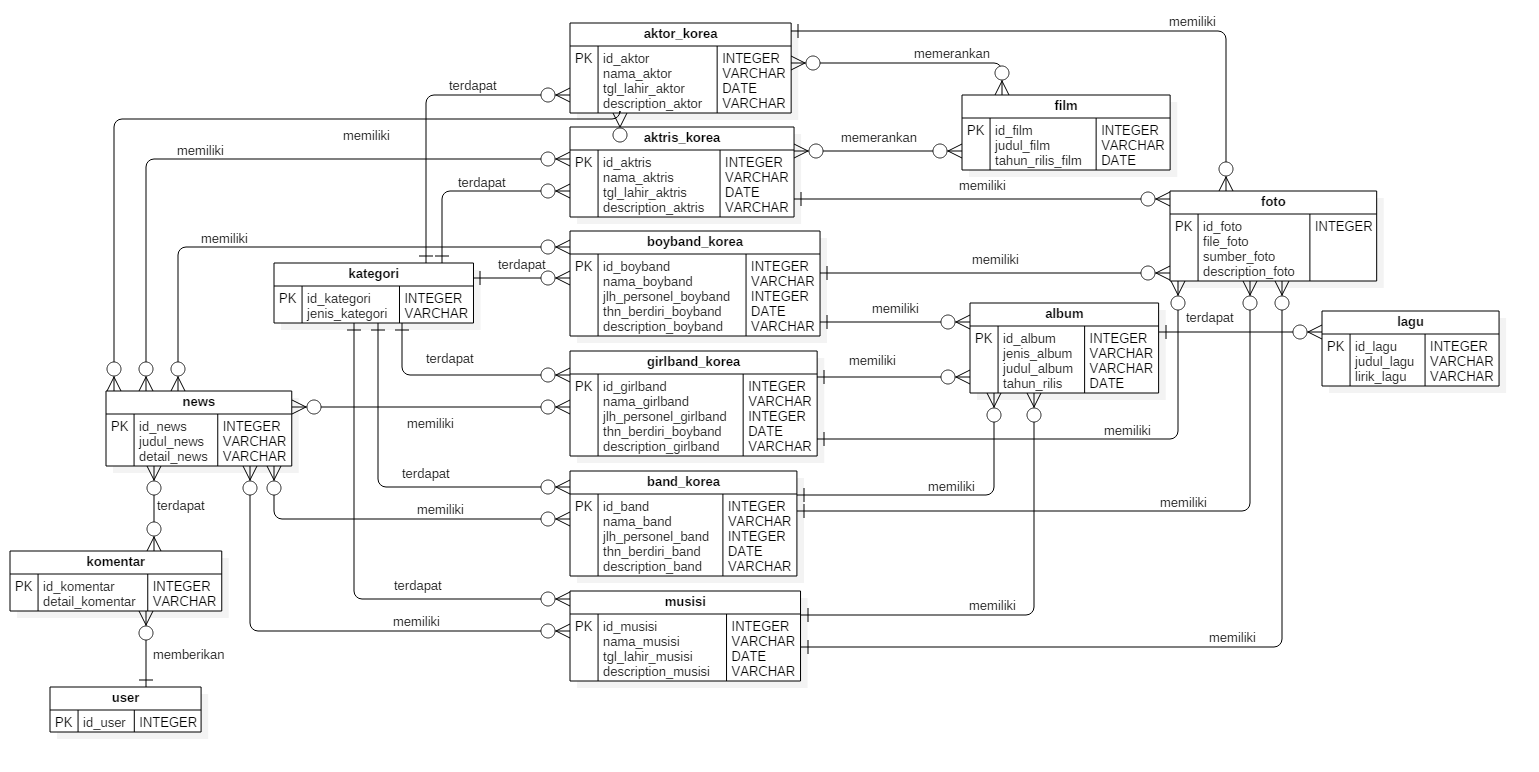 memiliki
aktor_korea
PK id_aktor INTEGER
nama_aktor VARCHAR
tgl_lahir_aktor DATE
description_aktor VARCHAR
memerankan
terdapat
film
PK id_film INTEGER
judul_film VARCHAR
tahun_rilis_film DATE
memiliki
memiliki
aktris_korea
PK id_aktris INTEGER
nama_aktris VARCHAR
tgl_lahir_aktris DATE
description_aktris VARCHAR
memerankan
terdapat
memiliki
foto
PK id_foto INTEGER
file_foto
sumber_foto
description_foto
memiliki
boyband_korea
PK id_boyband INTEGER
nama_boyband VARCHAR
jlh_personel_boyband INTEGER
thn_berdiri_boyband DATE
description_boyband VARCHAR
memiliki
terdapat
kategori
PK id_kategori INTEGER
jenis_kategori VARCHAR
memiliki
album
PK id_album INTEGER
jenis_album VARCHAR
judul_album VARCHAR
tahun_rilis DATE
terdapat
lagu
PK id_lagu INTEGER
judul_lagu VARCHAR
lirik_lagu VARCHAR
terdapat
girlband_korea
PK id_girlband INTEGER
nama_girlband VARCHAR
jlh_personel_girlband INTEGER
thn_berdiri_boyband DATE
description_girlband VARCHAR
memiliki
news
PK id_news INTEGER
judul_news VARCHAR
detail_news VARCHAR
memiliki
memiliki
terdapat
band_korea
PK id_band INTEGER
nama_band VARCHAR
jlh_personel_band INTEGER
thn_berdiri_band DATE
description_band VARCHAR
memiliki
memiliki
terdapat
memiliki
komentar
PK id_komentar INTEGER
detail_komentar VARCHAR
terdapat
musisi
PK id_musisi INTEGER
nama_musisi VARCHAR
tgl_lahir_musisi DATE
description_musisi VARCHAR
memiliki
memiliki
memiliki
memberikan
user
PK id_user INTEGER